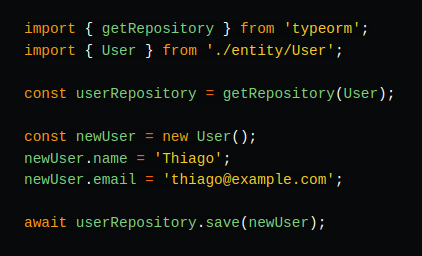 import { getRepository } from 'typeorm';
import { User } from './entity/User';
const userRepository = getRepository(User);
const newUser = new User();
newUser.name = 'Thiago';
newUser.email = 'thiago@example.com';
await userRepository.save(newUser);